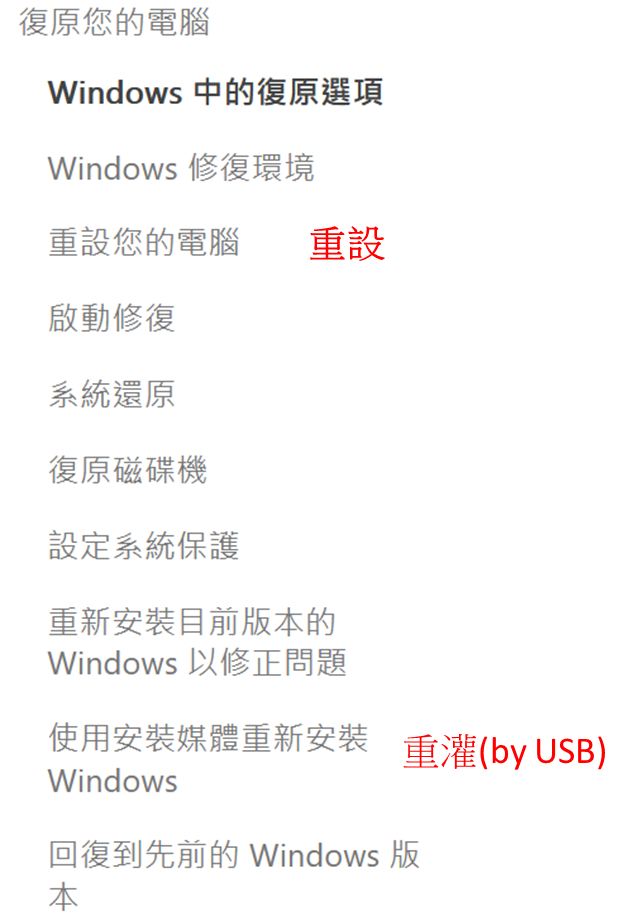 復原您的電腦
Windows 中的復原選項
Windows 修復環境
重設您的電腦 重設
啟動修復
系統還原
復原磁碟機
設定系統保護
重新安裝目前版本的
Windows 以修正問題
使用安裝媒體重新安裝
Windows
重灌(by USB)
回復到先前的 Windows 版
本